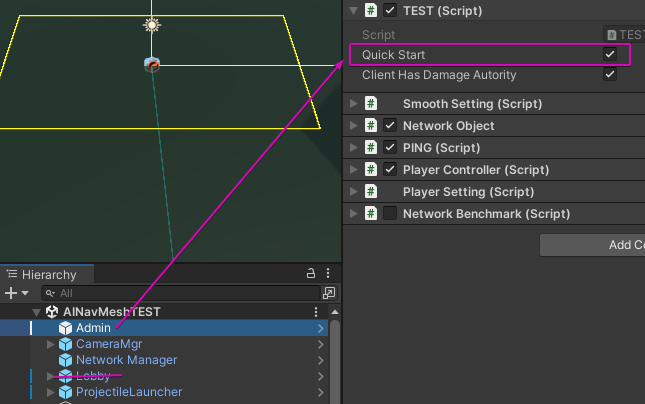 TEST (Script)
Script
TEST
Quick Start
Client Has Damage Autority
Smooth Setting (Script)
Network Object
PING (Script)
Player Controller (Script)
Player Setting (Script)
Network Benchmark (Script)
Add Co
Hierarchy
All
AINavMeshTEST
Admin
CameraMgr
Network Manager
Lobby
ProjectileLauncher